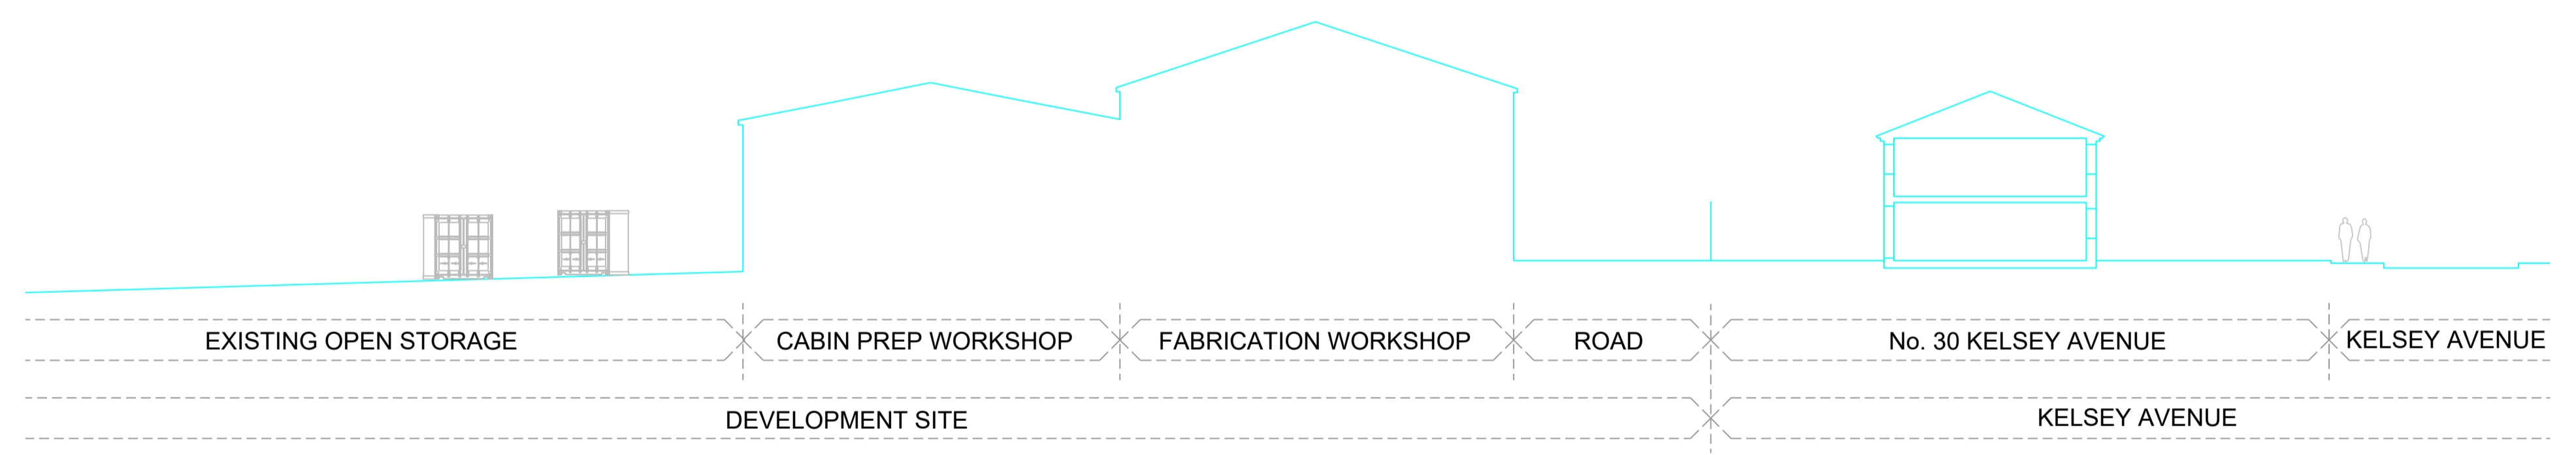 EXISTING OPEN STORAGE
CABIN PREP WORKSHOP
FABRICATION WORKSHOP
ROAD
No. 30 KELSEY AVENUE
KELSEY AVENUE
DEVELOPMENT SITE
KELSEY AVENUE